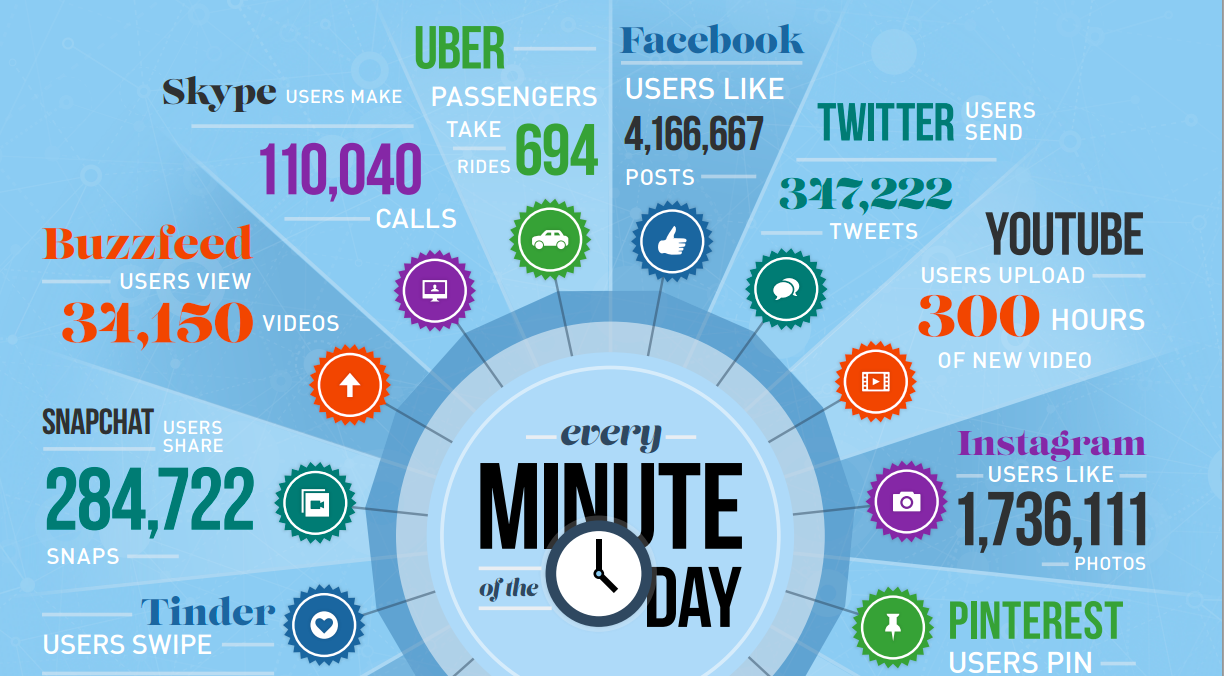 UBER
PASSENGERS
TAKE
RIDES 694
Facebook
USERS LIKE
4,166,667
POSTS
Skype USERS MAKE
110,040
CALLS
TWITTER USERS
SEND
347,222
TWEETS
Buzzfeed
USERS VIEW
34,150 VIDEOS
YOUTUBE
USERS UPLOAD
300 HOURS
OF NEW VIDEO
SNAPCHAT USERS
SHARE
284,722
SNAPS
every
MINUTE
of the DAY
Instagram
USERS LIKE
1,736,111
PHOTOS
Tinder
USERS SWIPE
PINTEREST
USERS PIN